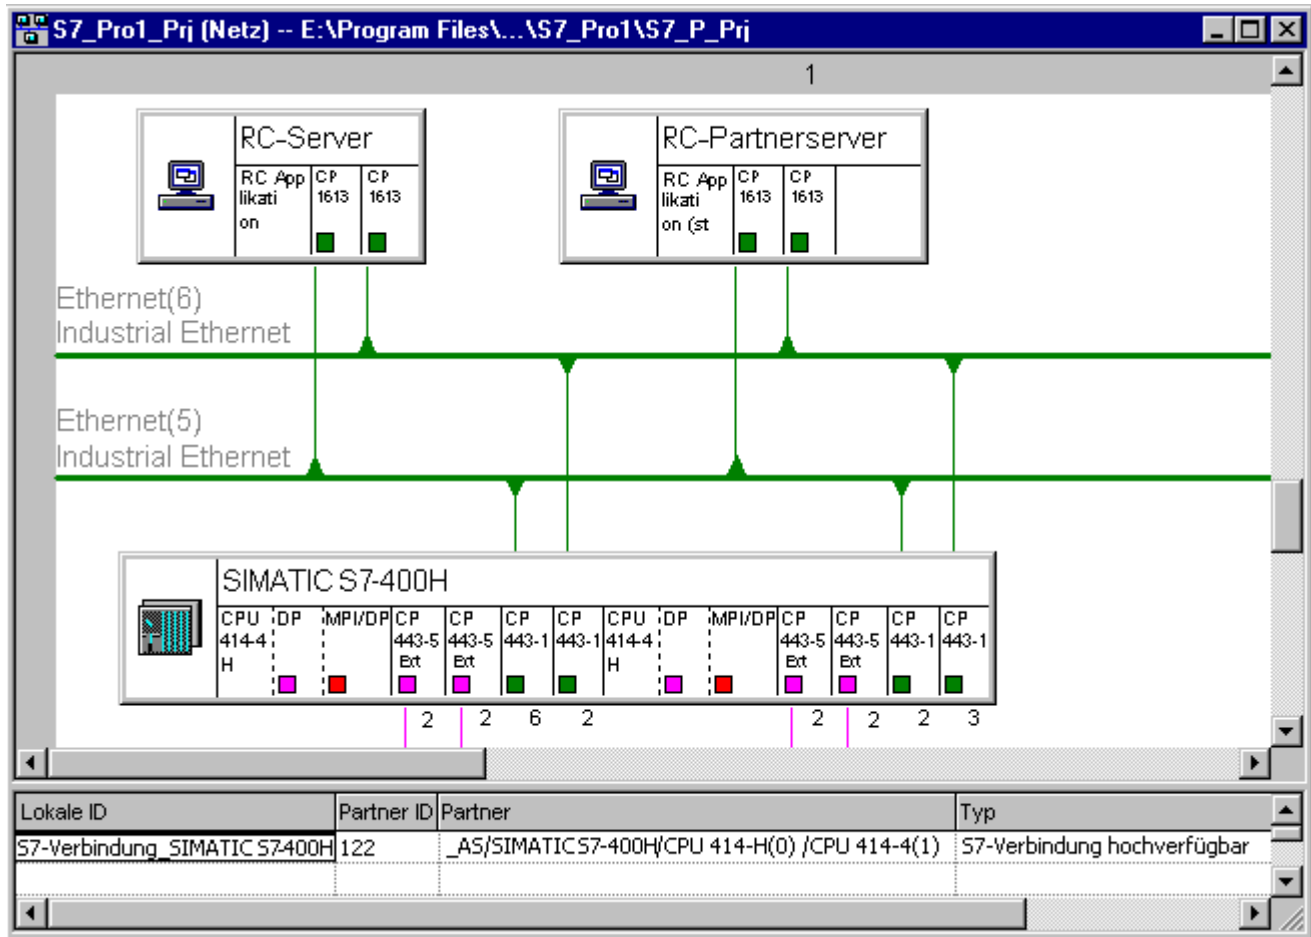 S7_Pro1_Prj (Netz) -- E:\Program Files\...\S7_Pro1\S7_P_Prj
1
RC-Server
RC App
likati
on
CP
1613
CP
1613
RC-Partnerserver
RC App
likati
on (st
CP
1613
CP
1613
Ethernet(6)
Industrial Ethernet
Ethernet(5)
Industrial Ethernet
SIMATIC S7-400H
CPU
414-4
H
DP
MPI/DP
CP
443-5
Ext
CP
443-5
Ext
CP
443-1
CP
443-1
CPU
414-4
H
DP
MPI/DP
CP
443-5
Ext
CP
443-5
Ext
CP
443-1
CP
443-1
2 2 6 2 2 2 2 3
Lokale ID Partner ID Partner Typ
S7-Verbindung_SIMATIC S7400H 122 _AS/SIMATIC S7-400H/CPU 414-H(0) /CPU 414-4(1) S7-Verbindung hochverfügbar